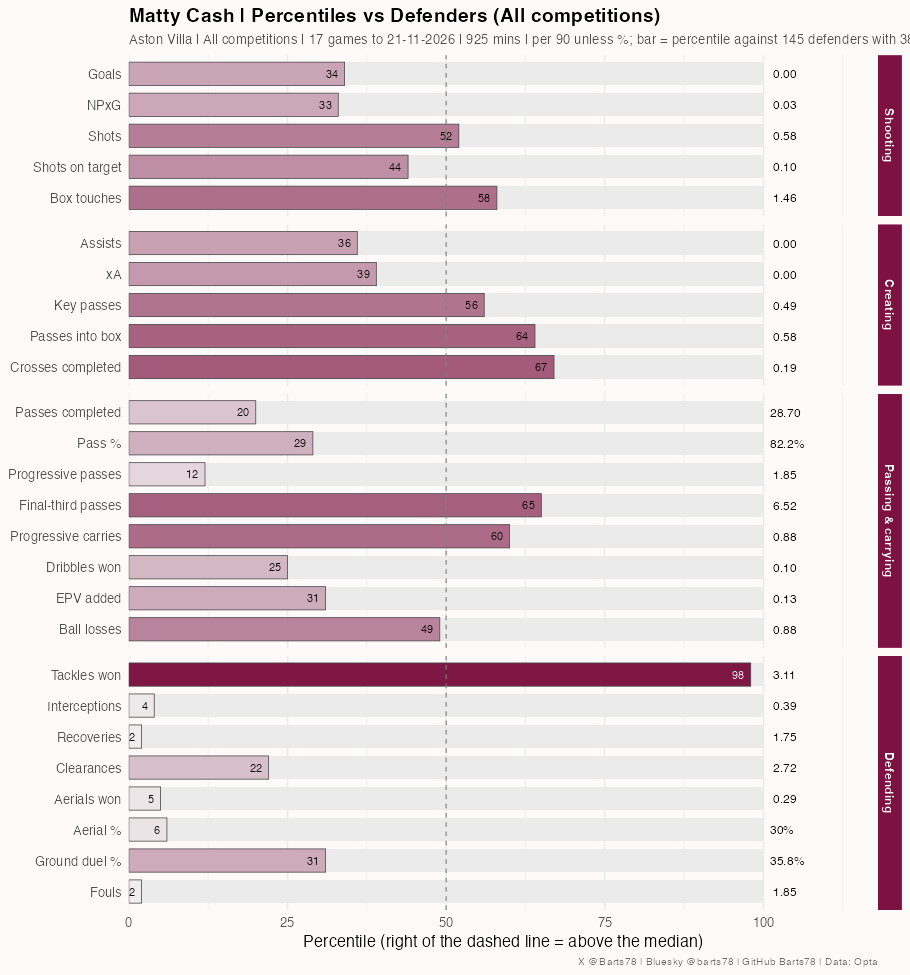 Matty Cash | Percentiles vs Defenders (All competitions)
Aston Villa | All competitions | 17 games to 21-11-2026 | 925 mins | per 90 unless %; bar = percentile against 145 defenders with 38
Goals 34 0.00
NPxG 33 0.03
Shots 52 0.58
Shots on target 44 0.10
Box touches 58 1.46
Shooting
Assists 36 0.00
xA 39 0.00
Key passes 56 0.49
Passes into box 64 0.58
Crosses completed 67 0.19
Creating
Passes completed 20 28.70
Pass % 29 82.2%
Progressive passes 12 1.85
Final-third passes 65 6.52
Progressive carries 60 0.88
Dribbles won 25 0.10
EPV added 31 0.13
Ball losses 49 0.88
Passing & carrying
Tackles won 98 3.11
Interceptions 4 0.39
Recoveries 2 1.75
Clearances 22 2.72
Aerials won 5 0.29
Aerial % 6 30%
Ground duel % 31 35.8%
Fouls 2 1.85
Defending
0 25 50 75 100
Percentile (right of the dashed line = above the median)
X @Barts78 | Bluesky @barts78 | GitHub Barts78 | Data: Opta